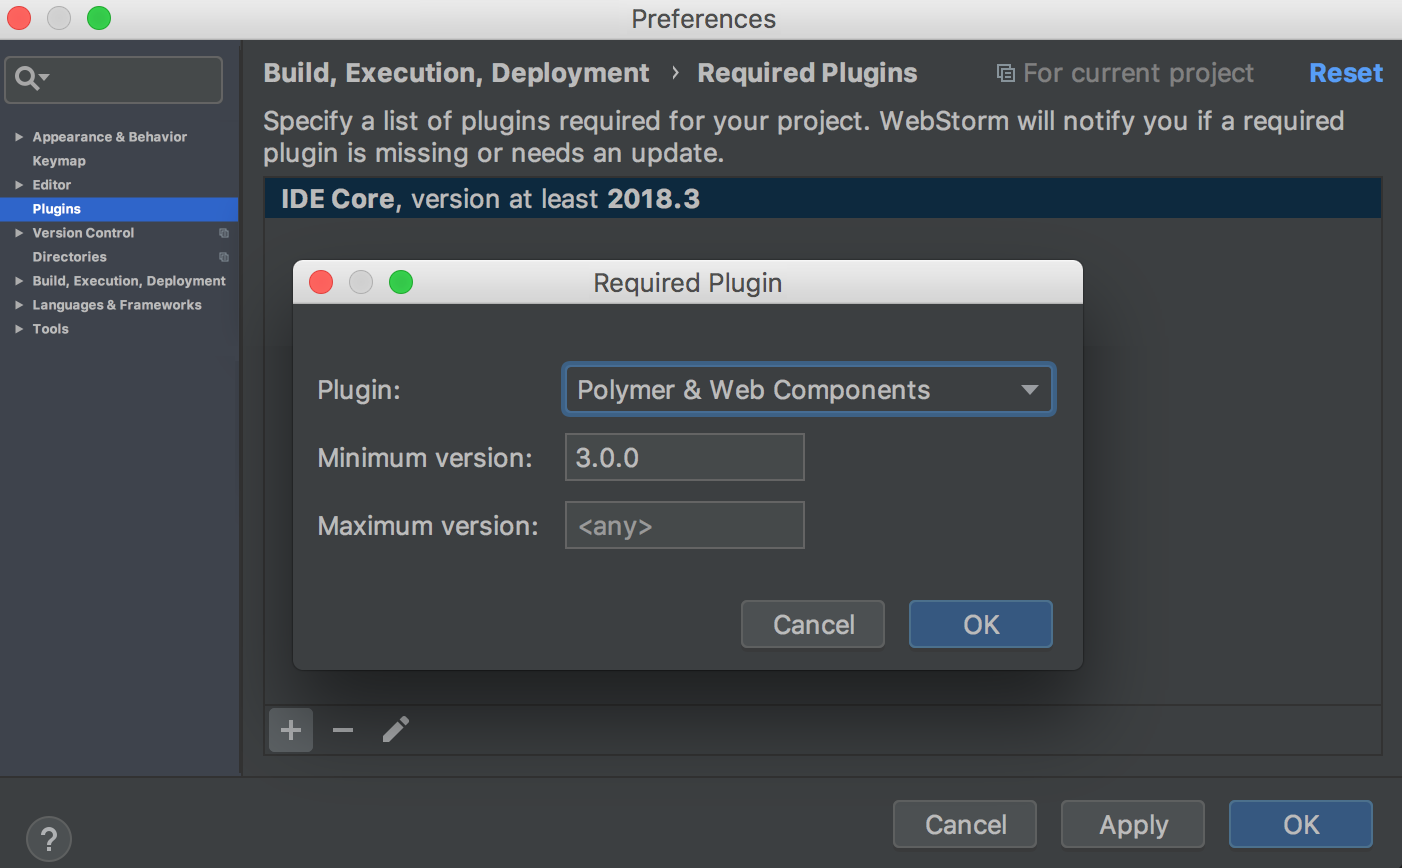 Preferences
Build, Execution, Deployment › Required Plugins For current project Reset
Specify a list of plugins required for your project. WebStorm will notify you if a required
plugin is missing or needs an update.
Appearance & Behavior
Keymap
Editor
Plugins
Version Control
Directories
Build, Execution, Deployment
Languages & Frameworks
Tools
IDE Core, version at least 2018.3
Required Plugin
Plugin: Polymer & Web Components
Minimum version: 3.0.0
Maximum version: <any>
Cancel OK
?
Cancel Apply OK